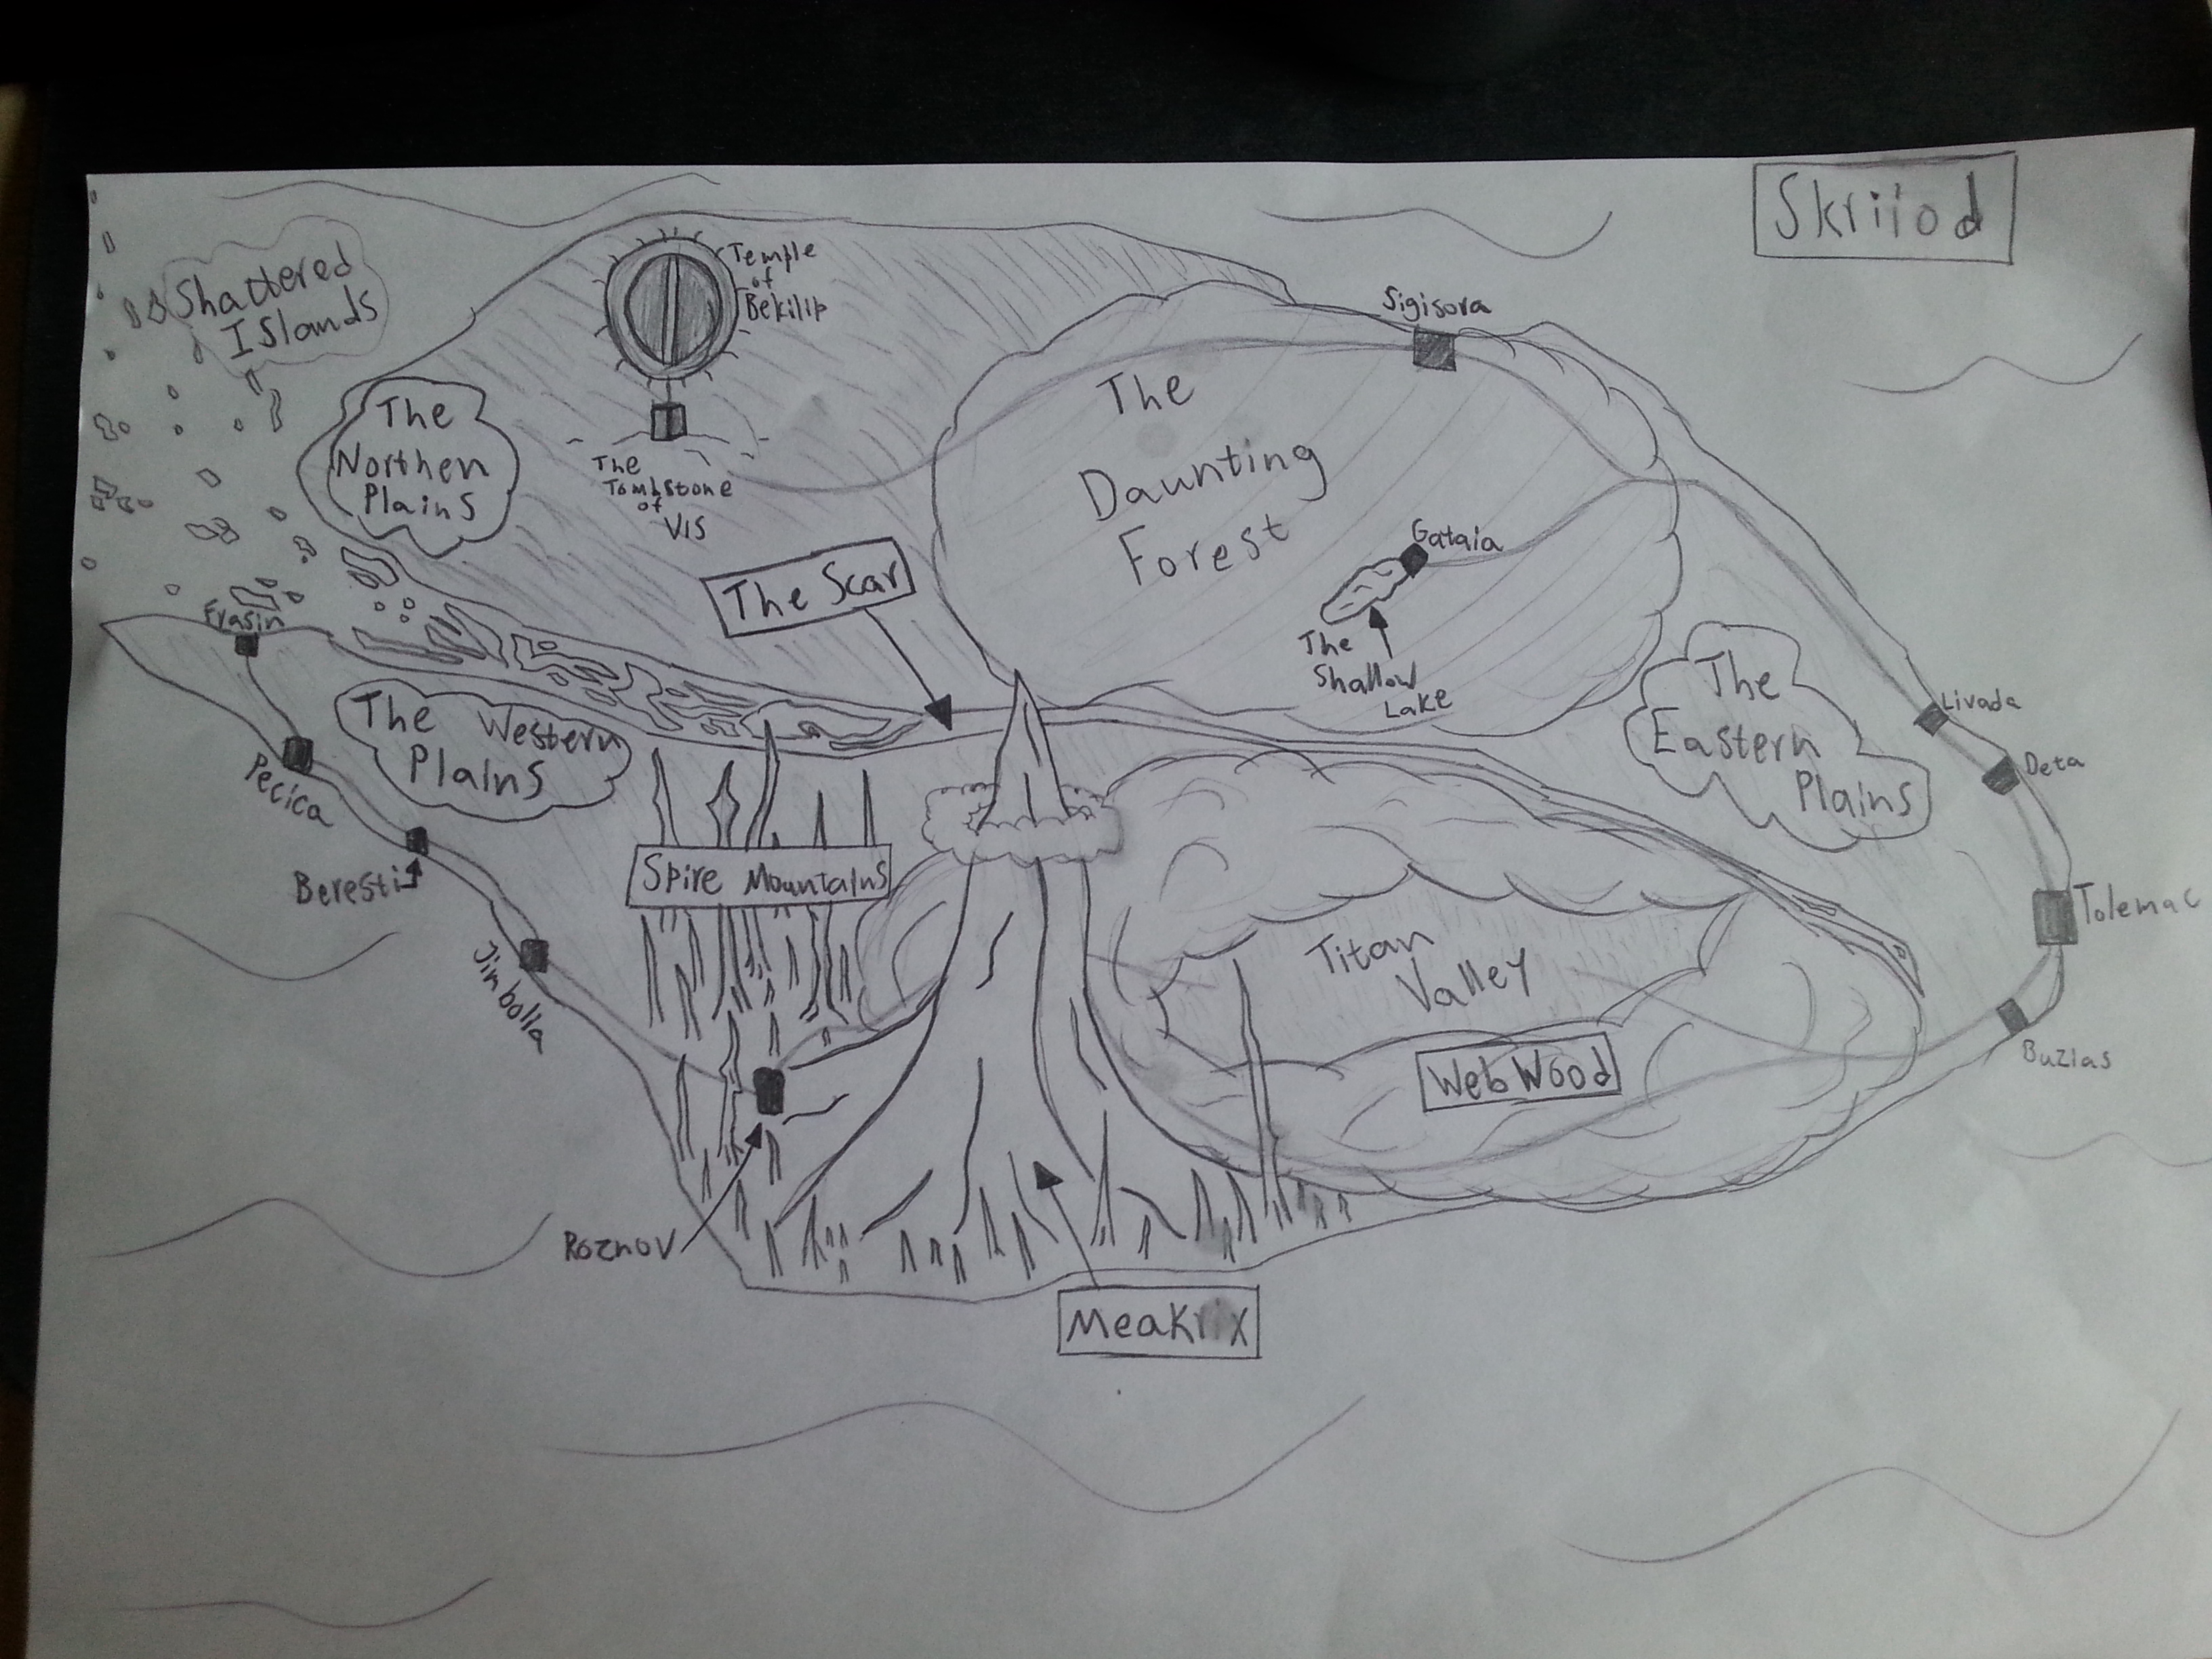 Skriiod
Shattered
Islands
Temple
of
Bekilip
Sigisora
The
Northen
Plains
The
Tombstone
of
VIS
The
Daunting
Forest
The Scar
Gataia
The
Shallow
Lake
Frasin
The Western
Plains
Pecica
Beresti
Jimbolia
Spire Mountains
The
Eastern
Plains
Livada
Deta
Tolemac
Buzias
Titan
Valley
Web Wood
Roznov
Meakrix